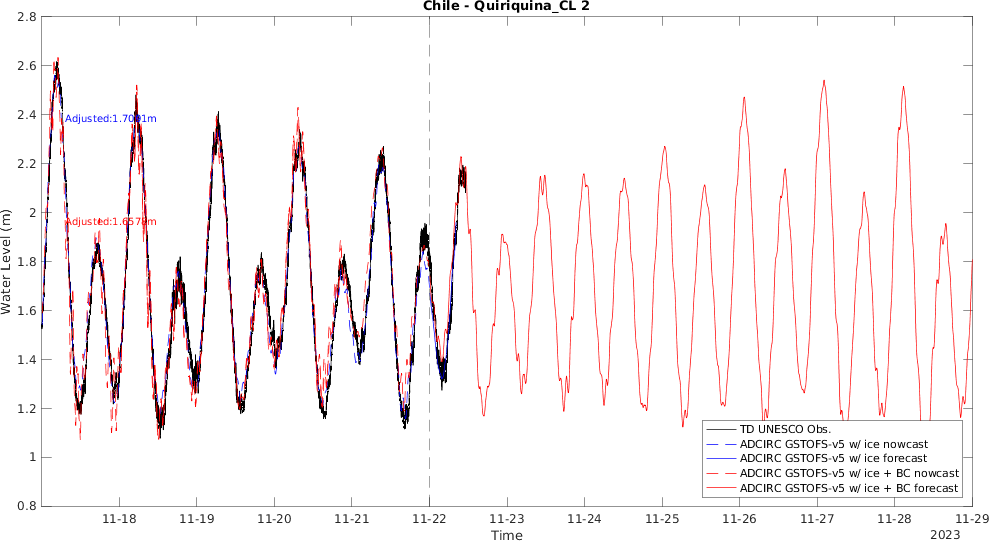 Chile - Quiriquina_CL 2
Water Level (m)
2.8
2.6
2.4
2.2
2
1.8
1.6
1.4
1.2
1
0.8
Adjusted:1.7091m
TD UNESCO Obs.
ADCIRC GSTOFS-v5 w/ ice nowcast
ADCIRC GSTOFS-v5 w/ ice forecast
ADCIRC GSTOFS-v5 w/ ice + BC nowcast
ADCIRC GSTOFS-v5 w/ ice + BC forecast
11-18
11-19
11-20
11-21
11-22
11-23
11-24
11-25
11-26
11-27
11-28
11-29
Time
2023